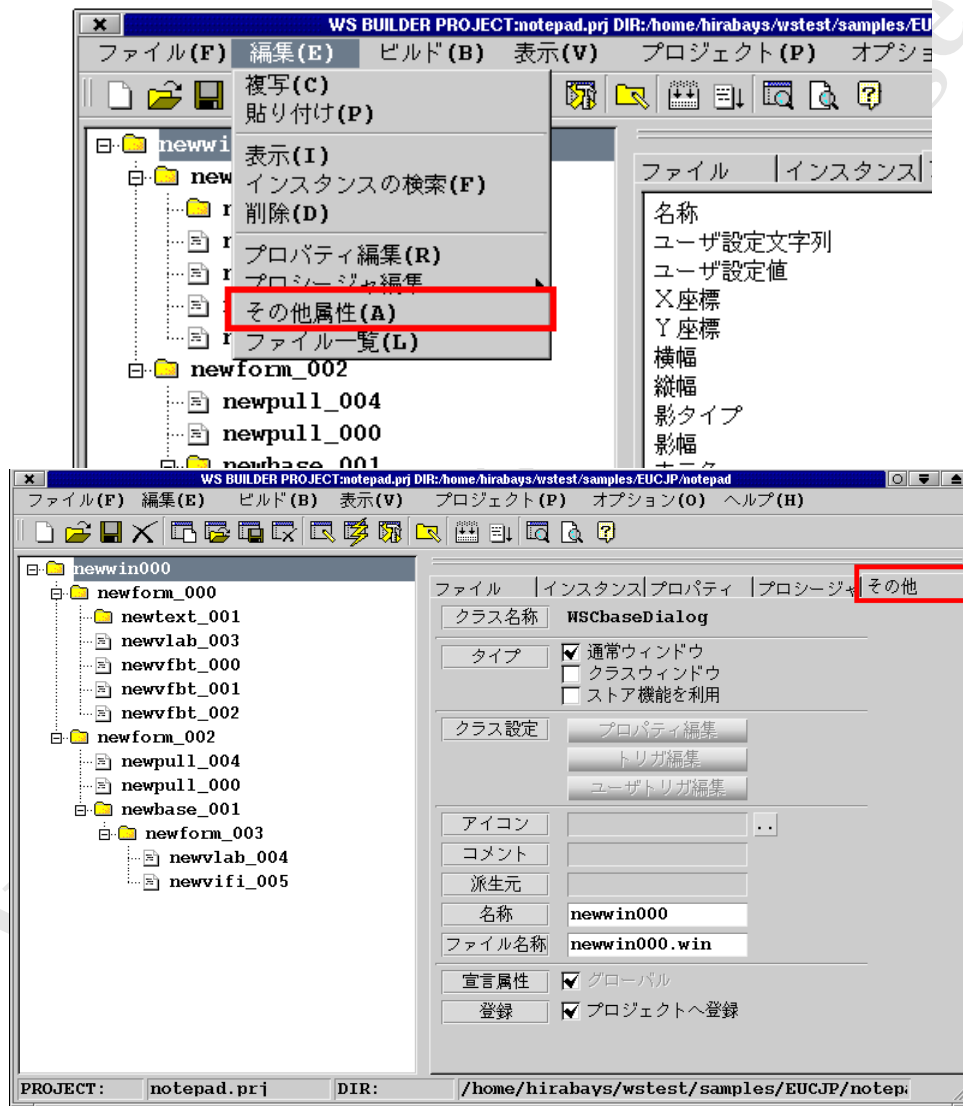 WS BUILDER PROJECT:notepad.prj DIR:/home/hirabays/wstest/samples/EU
ファイル(F) 編集(E) ビルド(B) 表示(V) プロジェクト(P) オプショ
複写(C)
貼り付け(P)
表示(I)
インスタンスの検索(F)
削除(D)
プロパティ編集(R)
プロシージャ編集
その他属性(A)
ファイル一覧(L)
newwi
new
newform_002
newpull_004
newpull_000
newbase_001
ファイル インスタンス
名称
ユーザ設定文字列
ユーザ設定値
X座標
Y座標
横幅
縦幅
影タイプ
影幅
WS BUILDER PROJECT:notepad.prj DIR:/home/hirabays/wstest/samples/EUCJP/notepad
ファイル(F) 編集(E) ビルド(B) 表示(V) プロジェクト(P) オプション(O) ヘルプ(H)
newwin000
newform_000
newtext_001
newvlab_003
newvfbt_000
newvfbt_001
newvfbt_002
newform_002
newpull_004
newpull_000
newbase_001
newform_003
newvlab_004
newvifi_005
ファイル インスタンス プロパティ プロシージャ その他
クラス名称 WSCbaseDialog
タイプ 通常ウィンドウ
クラスウィンドウ
ストア機能を利用
クラス設定 プロパティ編集
トリガ編集
ユーザトリガ編集
アイコン ..
コメント
派生元
名称 newwin000
ファイル名称 newwin000.win
宣言属性 グローバル
登録 プロジェクトへ登録
PROJECT: notepad.prj DIR: /home/hirabays/wstest/samples/EUCJP/notep